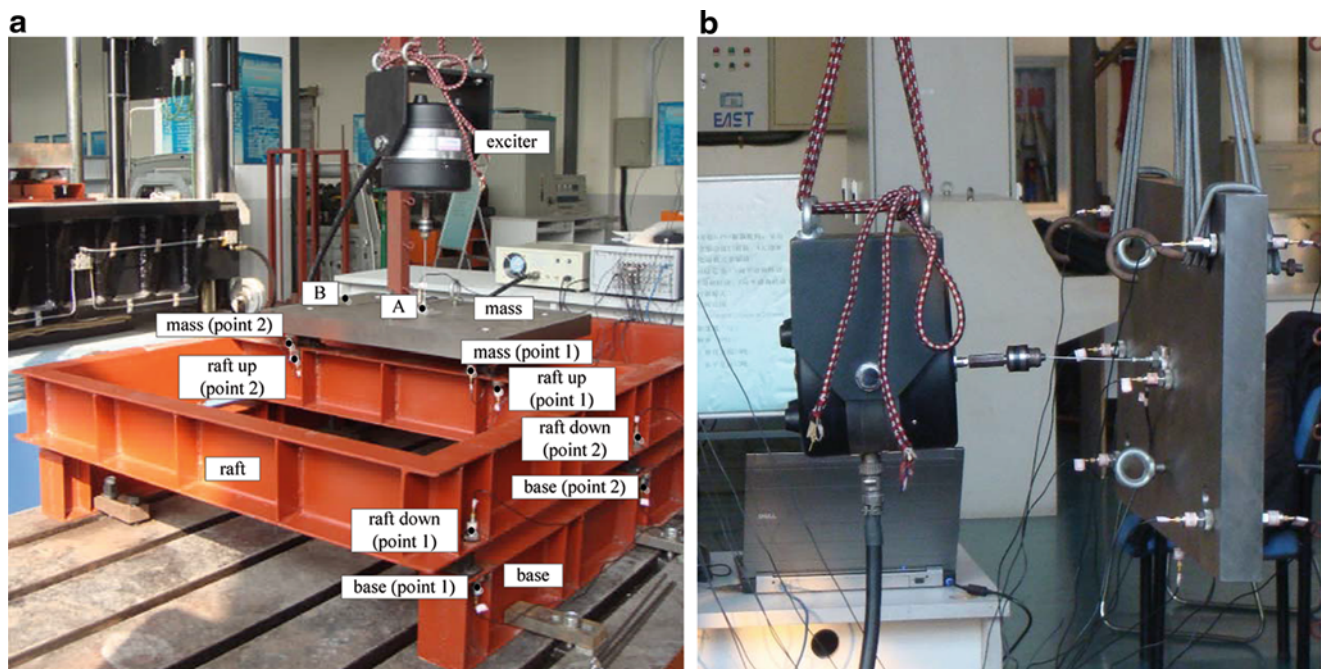 a
b
exciter
B
A
mass
mass (point 2)
mass (point 1)
raft up
(point 2)
raft up
(point 1)
raft down
(point 2)
raft
base (point 2)
raft down
(point 1)
base (point 1)
base
EAST
DELL